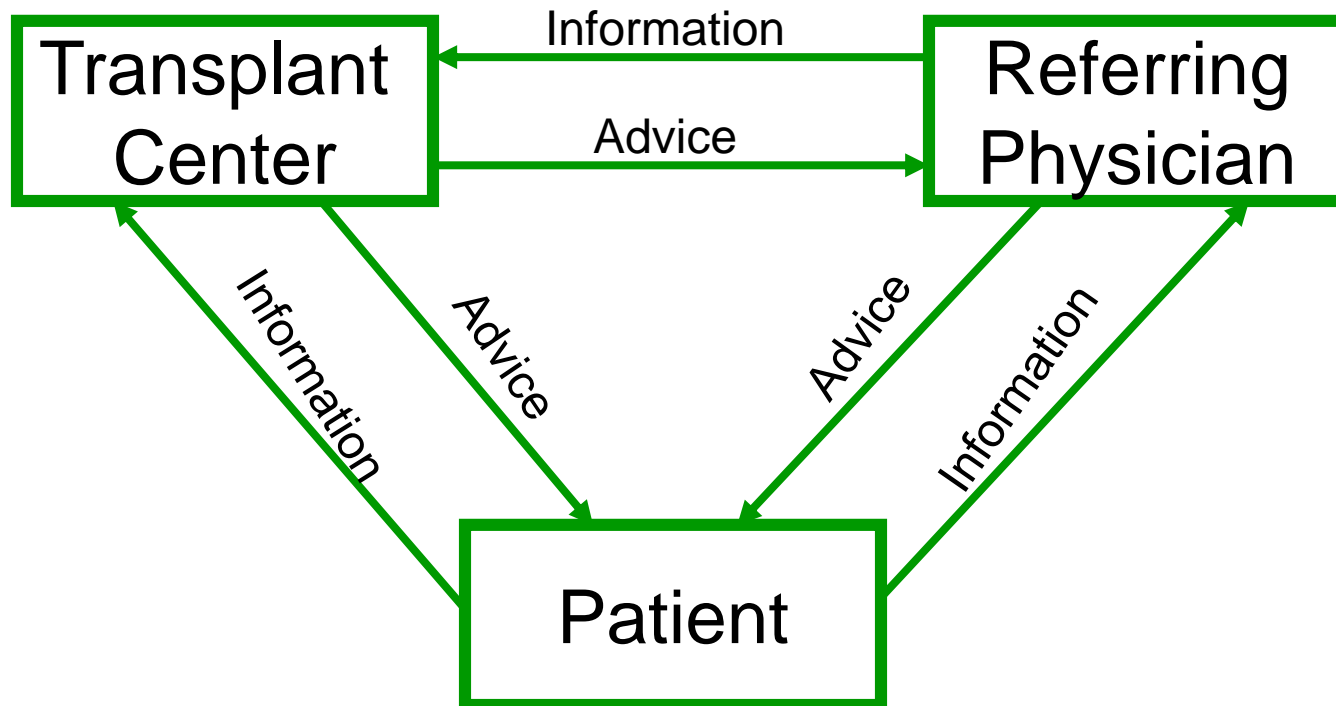 Information
Transplant
Center
Referring
Physician
Advice
Information
Advice
Advice
Information
Patient